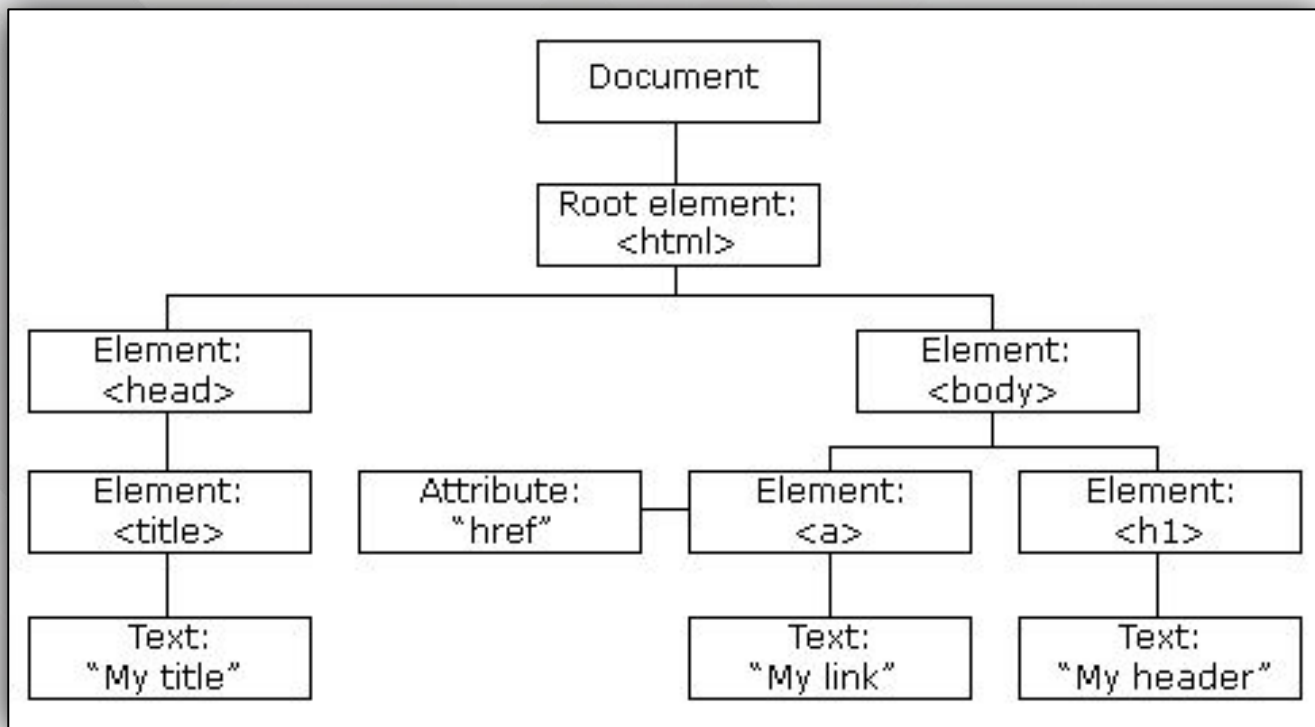 Document
Root element:
<html>
Element:
<head>
Element:
<body>
Element:
<title>
Attribute:
“href”
Element:
<a>
Element:
<h1>
Text:
“My title”
Text:
“My link”
Text:
“My header”